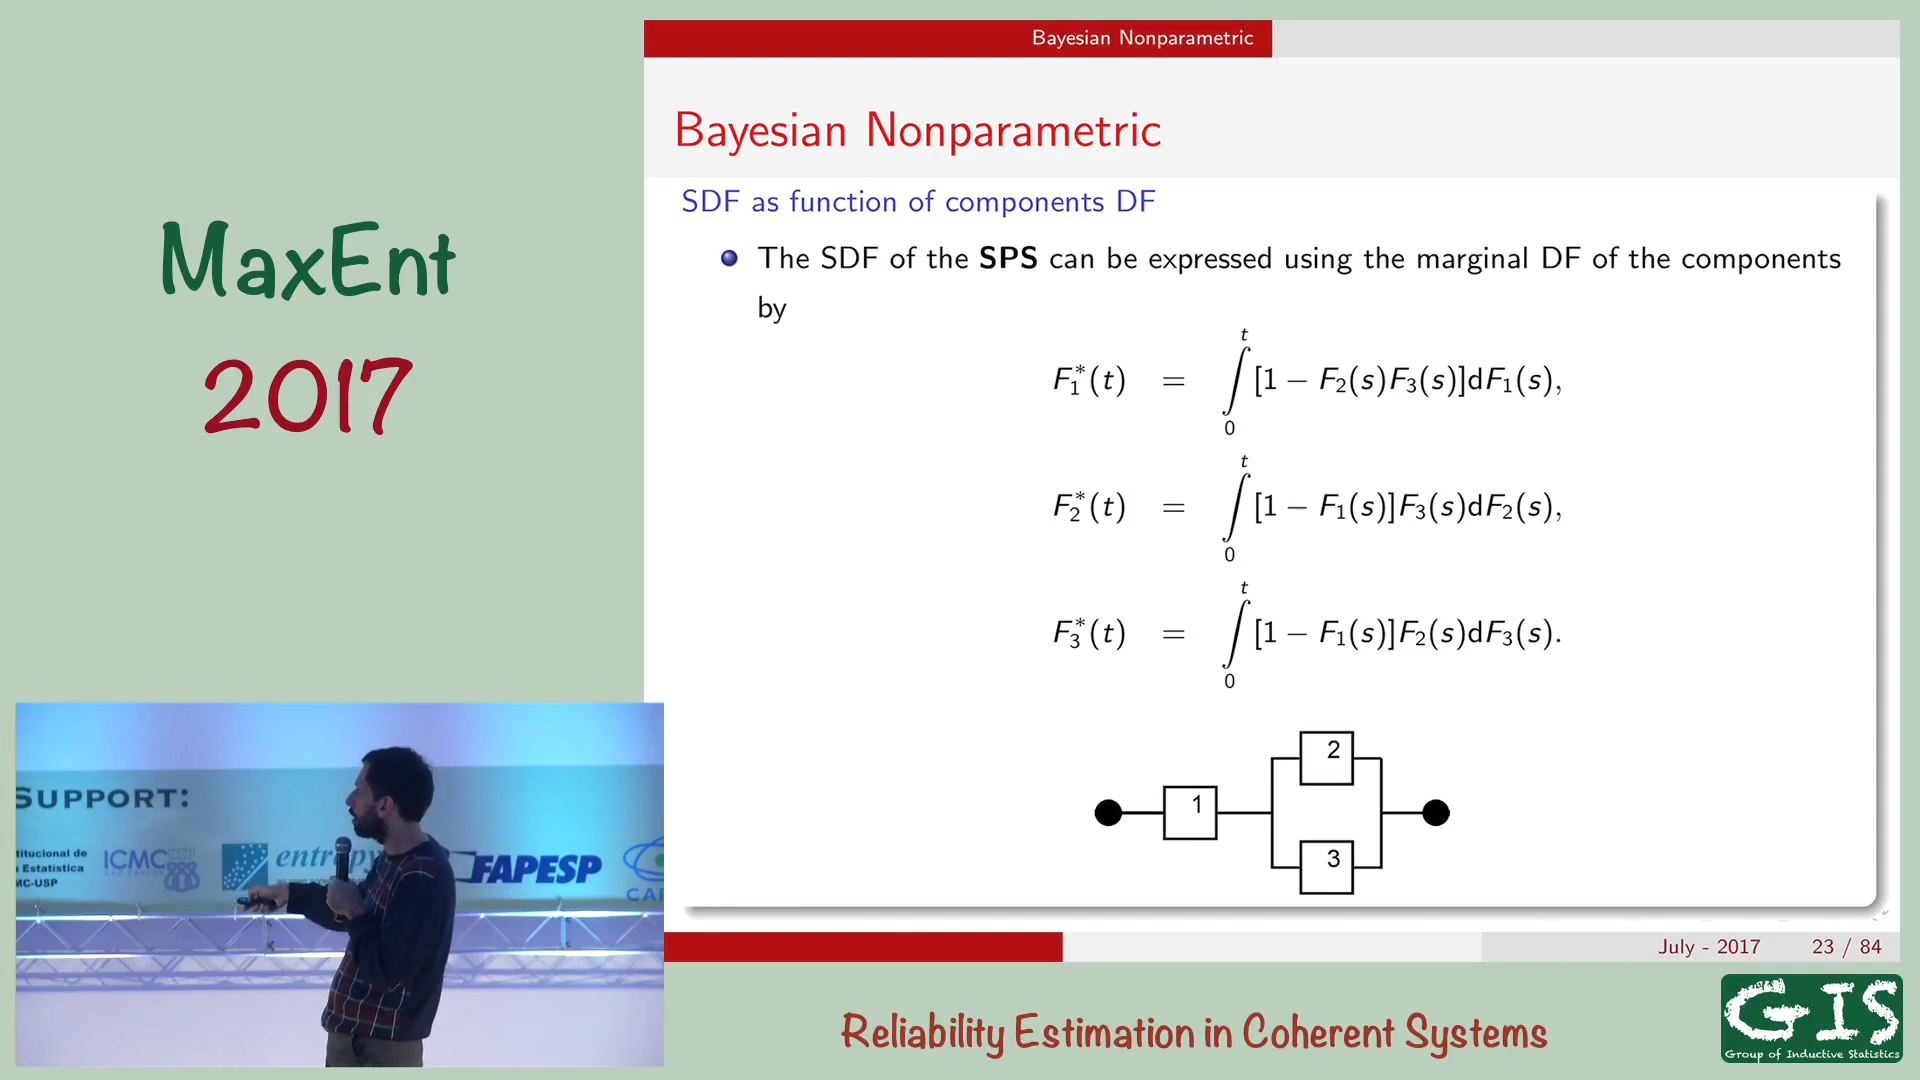 Bayesian Nonparametric
Bayesian Nonparametric
SDF as function of components DF
The SDF of the SPS can be expressed using the marginal DF of the components
by
F₁*(t) = ∫₀ᵗ [1 − F₂(s)F₃(s)]dF₁(s),
F₂*(t) = ∫₀ᵗ [1 − F₁(s)]F₃(s)dF₂(s),
F₃*(t) = ∫₀ᵗ [1 − F₁(s)]F₂(s)dF₃(s).
1
2
3
July - 2017 23 / 84
MaxEnt
2017
SUPPORT:
Estatística
MC-USP
ICMC USP
entropy
FAPESP
Reliability Estimation in Coherent Systems
GIS
Group of Inductive Statistics